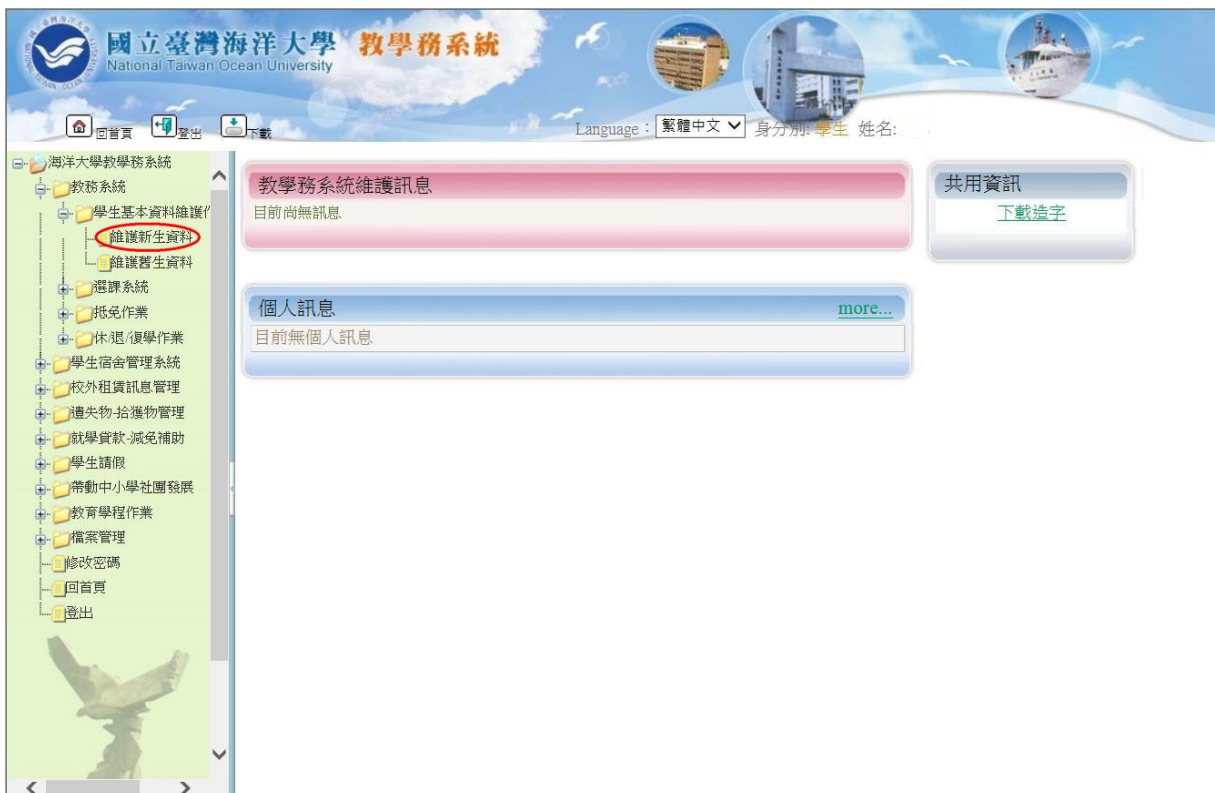 國立臺灣海洋大學 教學務系統
National Taiwan Ocean University
回首頁 登出 下載
Language： 繁體中文 身分別: 學生 姓名:
海洋大學教學務系統
教務系統
學生基本資料維護作
維護新生資料
維護舊生資料
選課系統
抵免作業
休/退/復學作業
學生宿舍管理系統
校外租賃訊息管理
遺失物-拾獲物管理
就學貸款-減免補助
學生請假
帶動中小學社團發展
教育學程作業
檔案管理
修改密碼
回首頁
登出
教學務系統維護訊息
目前尚無訊息
個人訊息 more...
目前無個人訊息
共用資訊
下載造字